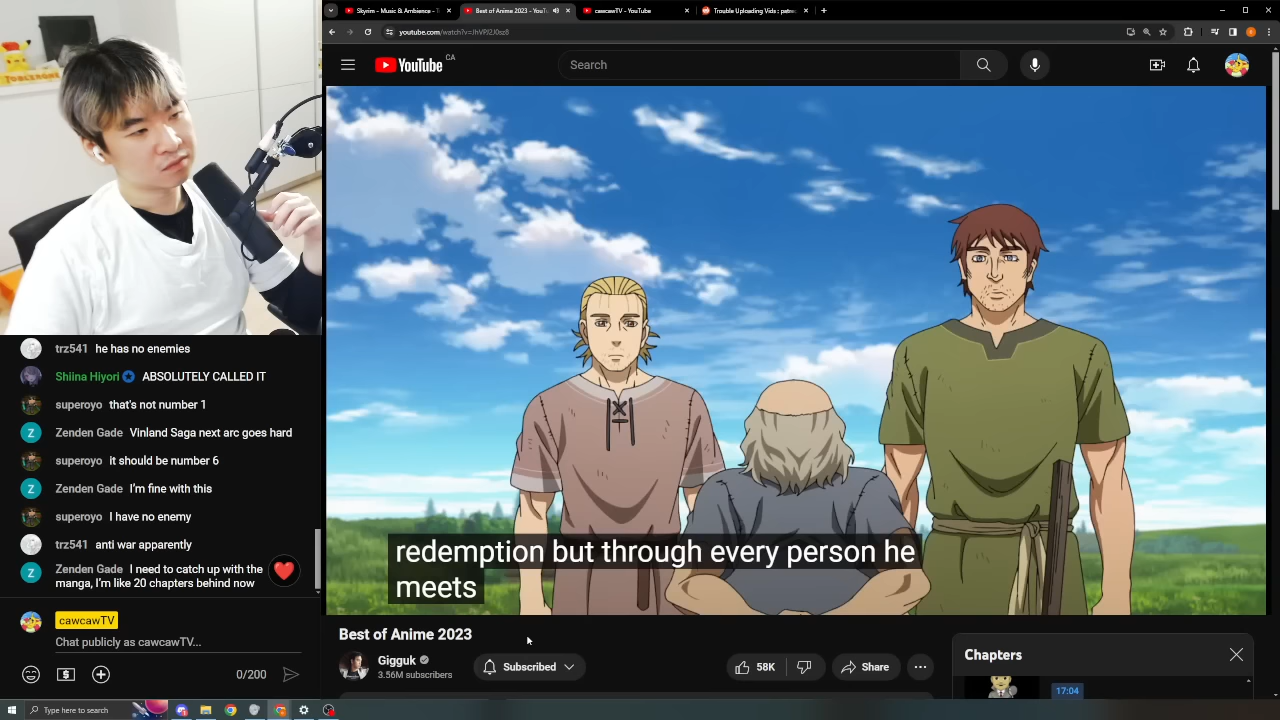 Skyrim - Music & Ambience - T
Best of Anime 2023 - YouTu
cawcawTV - YouTube
Trouble Uploading Vids : patre
youtube.com/watch?v=
YouTube CA
Search
TOBLERONE
trz541 he has no enemies
Shiina Hiyori ABSOLUTELY CALLED IT
superoyo that's not number 1
Zenden Gade Vinland Saga next arc goes hard
superoyo it should be number 6
Zenden Gade I'm fine with this
superoyo I have no enemy
trz541 anti war apparently
Zenden Gade I need to catch up with the
manga, I'm like 20 chapters behind now
cawcawTV
Chat publicly as cawcawTV...
0/200
redemption but through every person he
meets
Best of Anime 2023
Gigguk
3.56M subscribers
Subscribed
58K
Share
Chapters
17:04
Type here to search